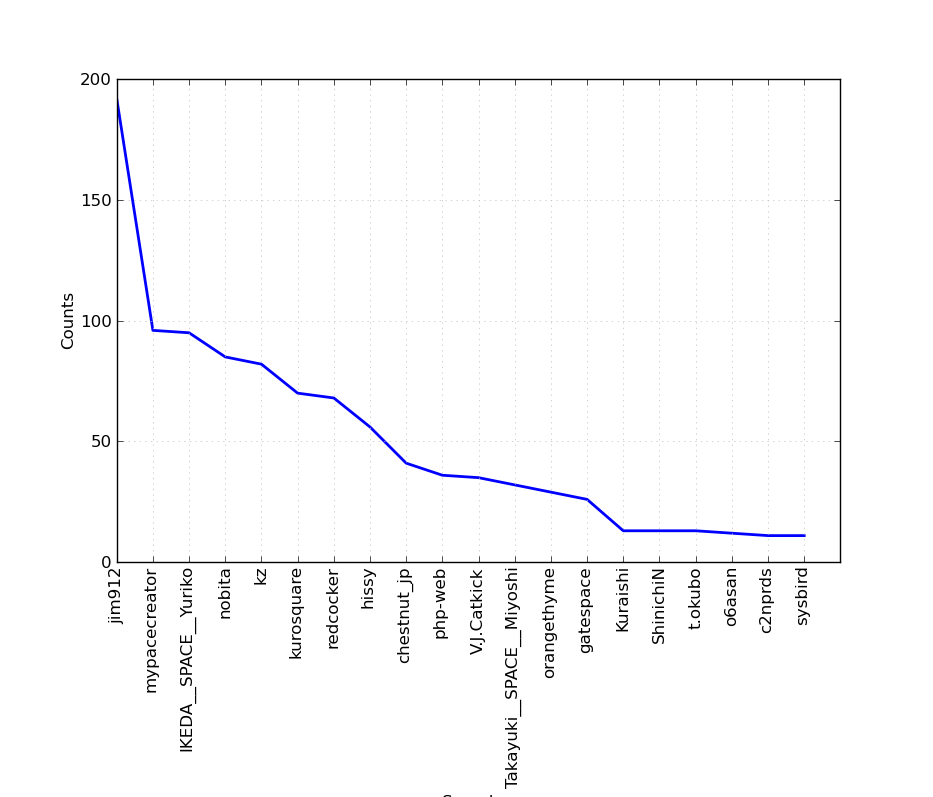 200
150
100
50
0
Counts
jim912
mypacecreator
IKEDA__SPACE__Yuriko
nobita
kz
kurosquare
redcocker
hissy
chestnut_jp
php-web
V.J.Catkick
Takayuki__SPACE__Miyoshi
orangethyme
gatespace
Kuraishi
ShinichiN
t.okubo
o6asan
c2nprds
sysbird